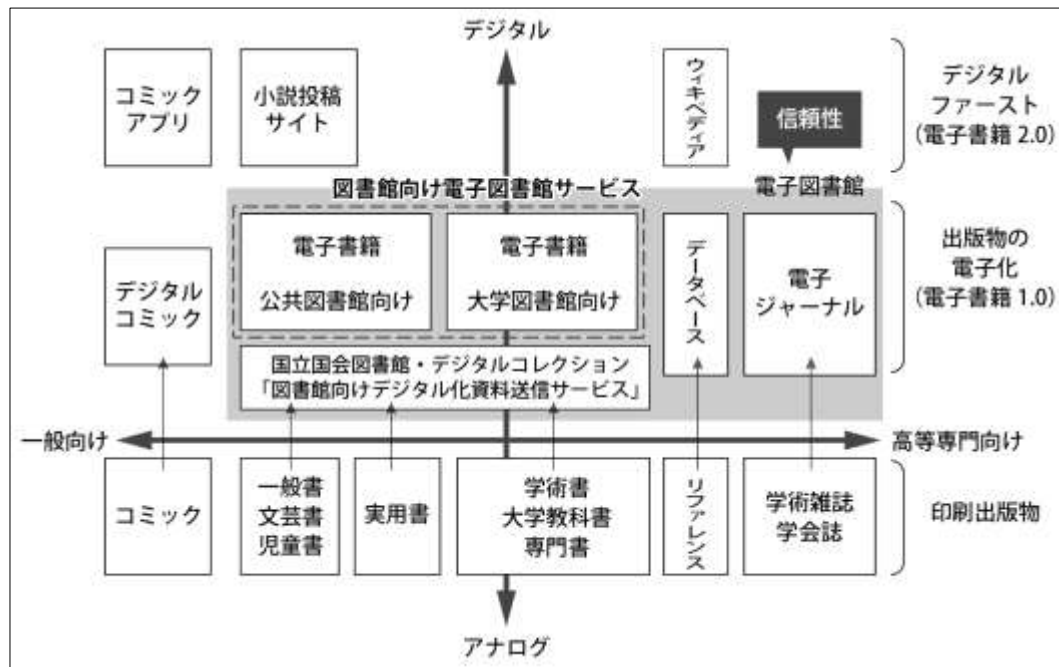 デジタル
コミック
アプリ
小説投稿
サイト
ウィキペディア
信頼性
デジタル
ファースト
(電子書籍 2.0)
図書館向け電子図書館サービス
電子図書館
デジタル
コミック
電子書籍
公共図書館向け
電子書籍
大学図書館向け
データベース
電子
ジャーナル
出版物の
電子化
(電子書籍 1.0)
国立国会図書館・デジタルコレクション
「図書館向けデジタル化資料送信サービス」
一般向け
高等専門向け
コミック
一般書
文芸書
児童書
実用書
学術書
大学教科書
専門書
リファレンス
学術雑誌
学会誌
印刷出版物
アナログ